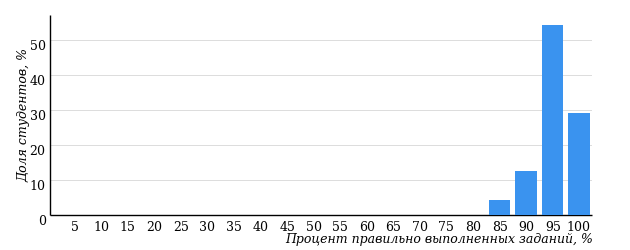 Доля студентов, %
50
40
30
20
10
0
5 10 15 20 25 30 35 40 45 50 55 60 65 70 75 80 85 90 95 100
Процент правильно выполненных заданий, %